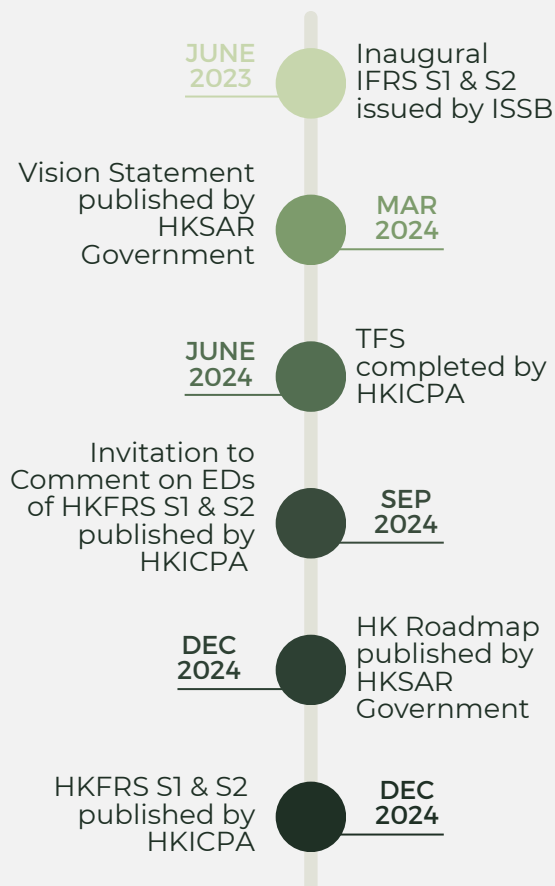 JUNE
2023
Inaugural
IFRS S1 & S2
issued by ISSB
Vision Statement
published by
HKSAR
Government
MAR
2024
JUNE
2024
TFS
completed by
HKICPA
Invitation to
Comment on EDs
of HKFRS S1 & S2
published by
HKICPA
SEP
2024
DEC
2024
HK Roadmap
published by
HKSAR
Government
HKFRS S1 & S2
published by
HKICPA
DEC
2024